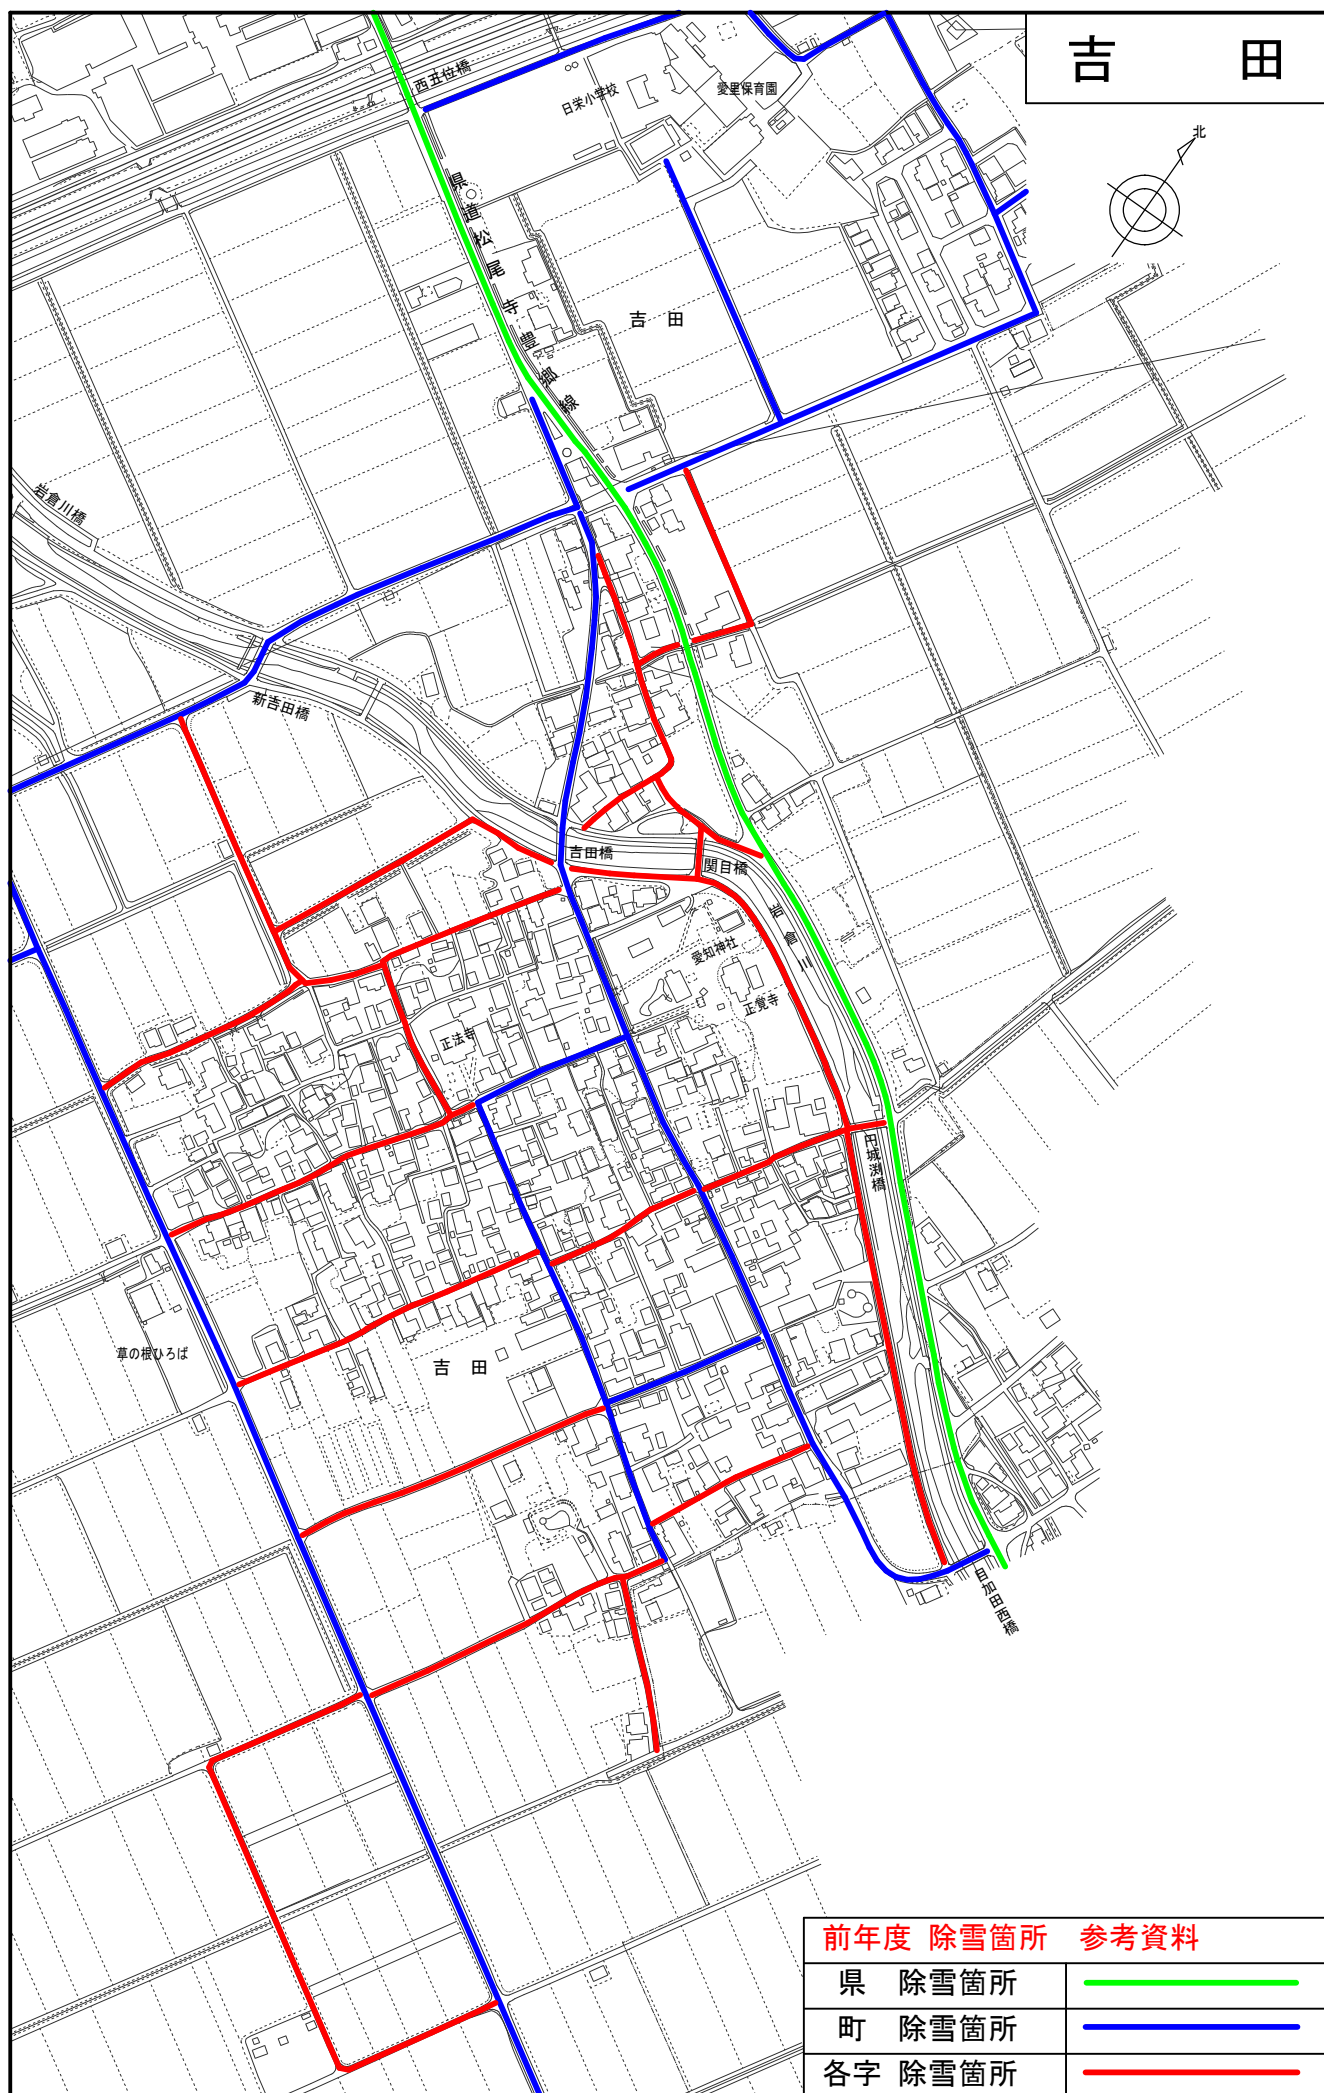 吉　田
北
西丑位橋
日栄小学校
愛里保育園
県道松尾寺豊郷線
吉　田
岩倉川橋
新吉田橋
吉田橋
関目橋
岩倉川
愛知神社
正覚寺
正法寺
円城渕橋
草の根ひろば
吉　田
目加田西橋
前年度 除雪箇所　参考資料
県　除雪箇所
町　除雪箇所
各字 除雪箇所